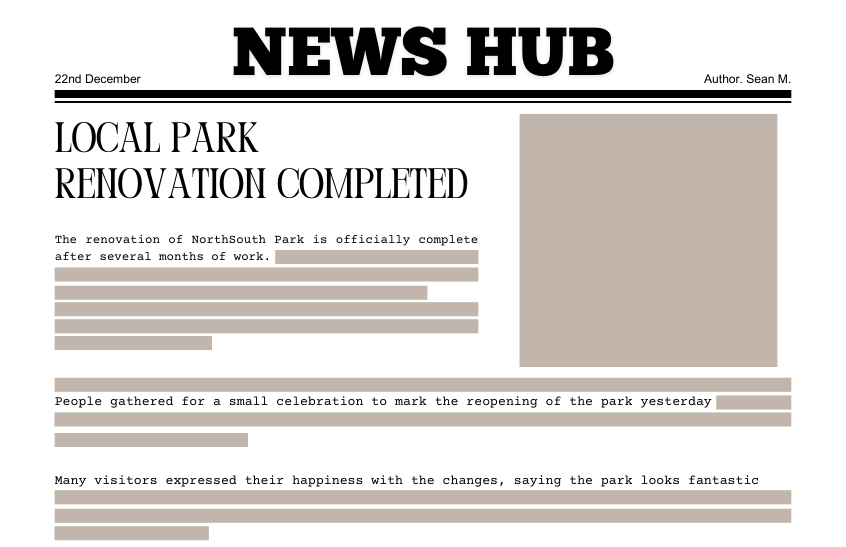 NEWS HUB
22nd December
Author. Sean M.
LOCAL PARK
RENOVATION COMPLETED
The renovation of NorthSouth Park is officially complete
after several months of work.
People gathered for a small celebration to mark the reopening of the park yesterday
Many visitors expressed their happiness with the changes, saying the park looks fantastic